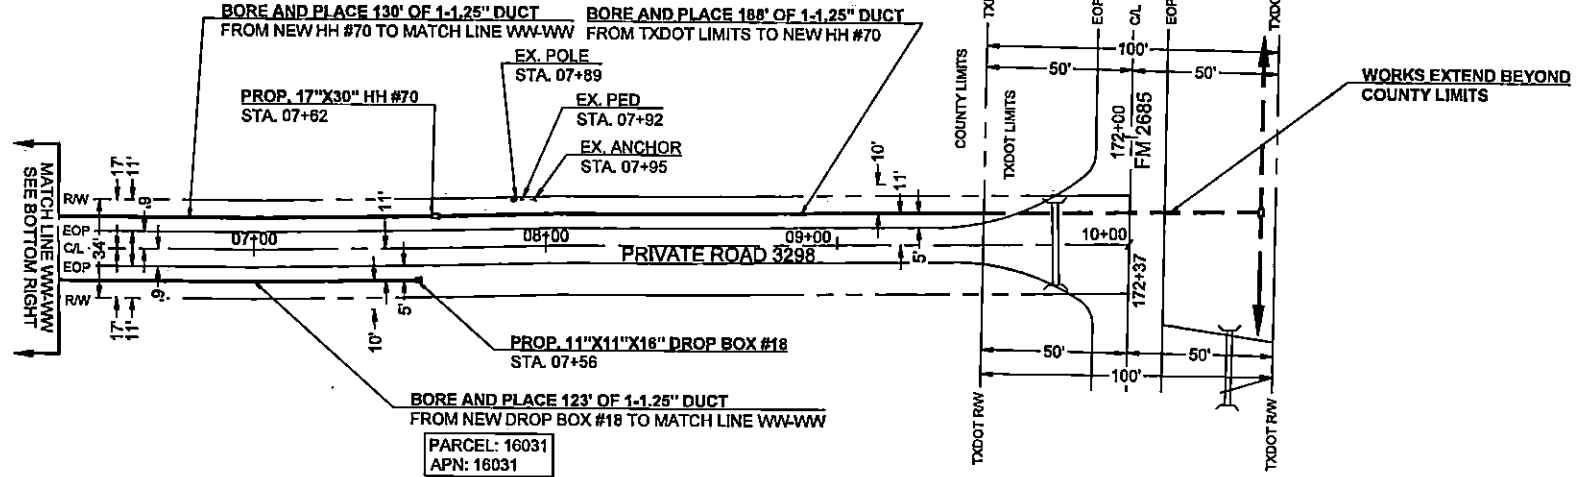 BORE AND PLACE 130' OF 1-1.25" DUCT
FROM NEW HH #70 TO MATCH LINE WW-WW
BORE AND PLACE 188' OF 1-1.25" DUCT
FROM TXDOT LIMITS TO NEW HH #70
EX. POLE
STA. 07+89
PROP. 17"X30" HH #70
STA. 07+62
EX. PED
STA. 07+92
EX. ANCHOR
STA. 07+95
EOP
C/L
EOP
100'
50'
50'
COUNTY LIMITS
TXDOT LIMITS
172+00
FM 2685
WORKS EXTEND BEYOND
COUNTY LIMITS
MATCH LINE WW-WW
SEE BOTTOM RIGHT
17'
11'
R/W
9'
11'
10'
11'
EOP
C/L
34'
EOP
R/W
07+00
08+00
09+00
10+00
PRIVATE ROAD 3298
5'
172+37
17'
11'
9'
10'
5'
PROP. 11"X11"X16" DROP BOX #18
STA. 07+56
50'
50'
100'
BORE AND PLACE 123' OF 1-1.25" DUCT
FROM NEW DROP BOX #18 TO MATCH LINE WW-WW
PARCEL: 16031
APN: 16031
TXDOT R/W
TXDOT R/W